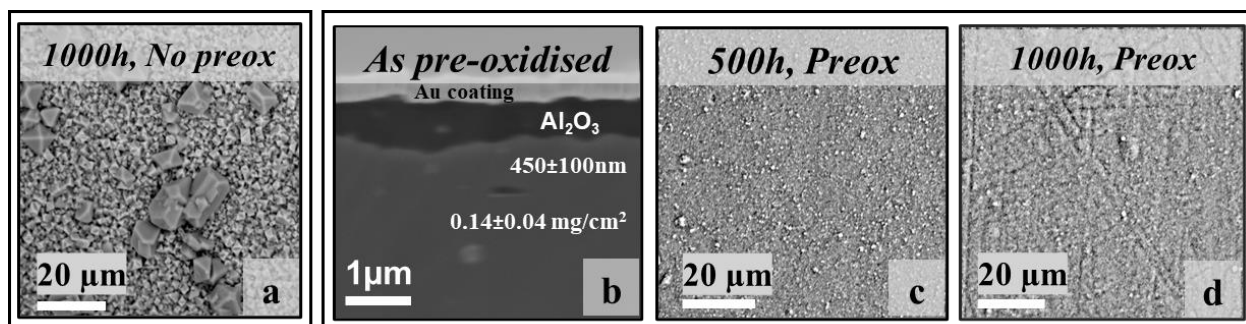 1000h, No preox
20 µm
a
As pre-oxidised
Au coating
Al₂O₃
450±100nm
0.14±0.04 mg/cm²
1µm
b
500h, Preox
20 µm
c
1000h, Preox
20 µm
d